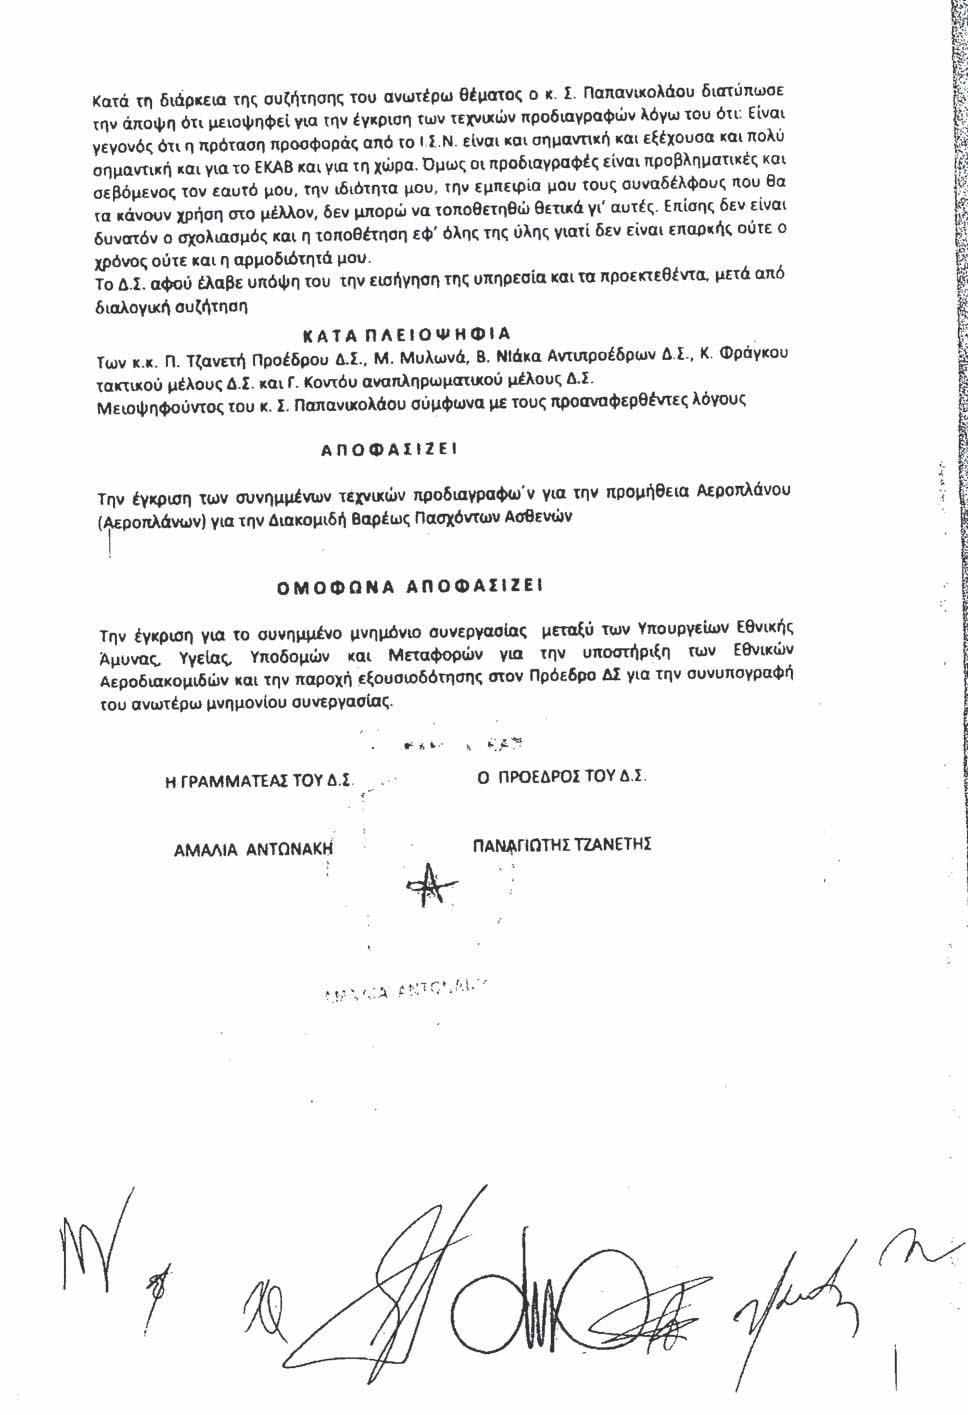 Κατά τη διάρκεια της συζήτησης του ανωτέρω θέματος ο κ. Σ. Παπανικολάου διατύπωσε
την άποψη ότι μειοψηφεί για την έγκριση των τεχνικών προδιαγραφών λόγω του ότι: Είναι
γεγονός ότι η πρόταση προσφοράς από το Ι.Σ.Ν. είναι και σημαντική και εξέχουσα και πολύ
σημαντική και για το ΕΚΑΒ και για τη χώρα. Όμως οι προδιαγραφές είναι προβληματικές και
σεβόμενος τον εαυτό μου, την ιδιότητα μου, την εμπειρία μου τους συναδέλφους που θα
τα κάνουν χρήση στο μέλλον, δεν μπορώ να τοποθετηθώ θετικά γι' αυτές. Επίσης δεν είναι
δυνατόν ο σχολιασμός και η τοποθέτηση εφ' όλης της ύλης γιατί δεν είναι επαρκής ούτε ο
χρόνος ούτε και η αρμοδιότητά μου.
Το Δ.Σ. αφού έλαβε υπόψη του την εισήγηση της υπηρεσία και τα προεκτεθέντα, μετά από
διαλογική συζήτηση
ΚΑΤΑ ΠΛΕΙΟΨΗΦΙΑ
Των κ.κ. Π. Τζανετή Προέδρου Δ.Σ., Μ. Μυλωνά, Β. ΝΙάκα Αντιπροέδρων Δ.Σ., Κ. Φράγκου
τακτικού μέλους Δ.Σ. και Γ. Κοντόυ αναπληρωματικού μέλους Δ.Σ.
Μειοψηφούντος του κ. Σ. Παπανικολάου σύμφωνα με τους προαναφερθέντες λόγους
ΑΠΟΦΑΣΙΖΕΙ
Την έγκριση των συνημμένων τεχνικών προδιαγραφω΄ν για την προμήθεια Αεροπλάνου
(Αεροπλάνων) για την Διακομιδή Βαρέως Πασχόντων Ασθενών
ΟΜΟΦΩΝΑ ΑΠΟΦΑΣΙΖΕΙ
Την έγκριση για το συνημμένο μνημόνιο συνεργασίας μεταξύ των Υπουργείων Εθνικής
Άμυνας, Υγείας, Υποδομών και Μεταφορών για την υποστήριξη των Εθνικών
Αεροδιακομιδών και την παροχή εξουσιοδότησης στον Πρόεδρο ΔΣ για την συνυπογραφή
του ανωτέρω μνημονίου συνεργασίας.
Η ΓΡΑΜΜΑΤΕΑΣ ΤΟΥ Δ.Σ. Ο ΠΡΟΕΔΡΟΣ ΤΟΥ Δ.Σ.
ΑΜΑΛΙΑ ΑΝΤΩΝΑΚΗ ΠΑΝΑΓΙΩΤΗΣ ΤΖΑΝΕΤΗΣ
ΑΜΑΛΙΑ ΑΝΤΩΝΑΚΗ